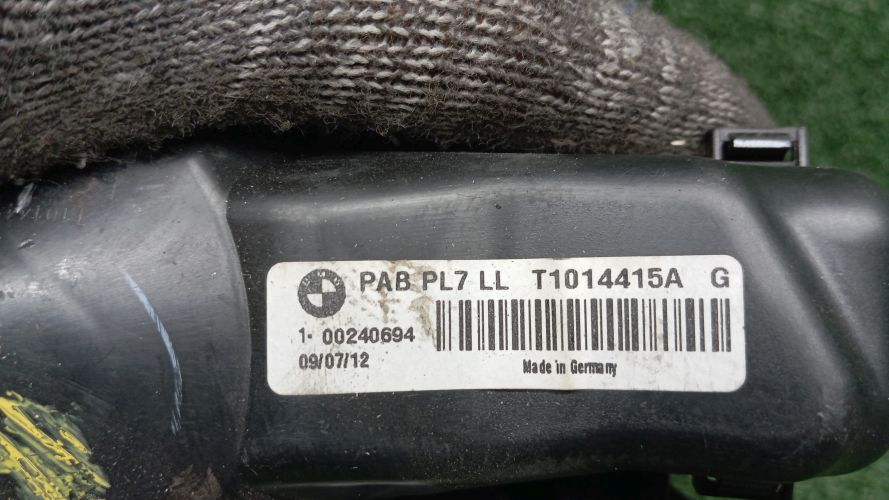 PAB PL7 LL T1014415A G
1· 00240694
09/07/12
Made in Germany